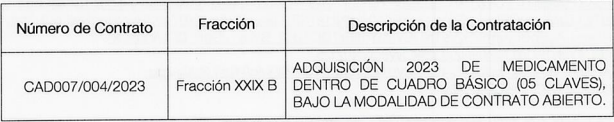 Número de Contrato
Fracción
Descripción de la Contratación
CAD007/004/2023
Fracción XXIX B
ADQUISICIÓN 2023 DE MEDICAMENTO
DENTRO DE CUADRO BÁSICO (05 CLAVES),
BAJO LA MODALIDAD DE CONTRATO ABIERTO.